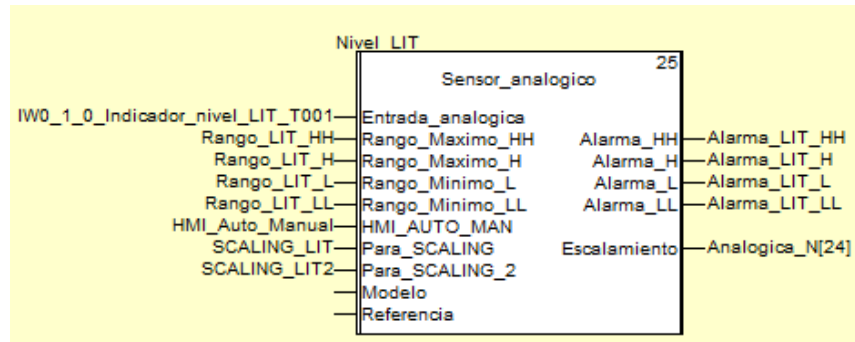 Nivel_LIT
25
Sensor_analogico
IW0_1_0_Indicador_nivel_LIT_T001 Entrada_analogica
Rango_LIT_HH Rango_Maximo_HH Alarma_HH Alarma_LIT_HH
Rango_LIT_H Rango_Maximo_H Alarma_H Alarma_LIT_H
Rango_LIT_L Rango_Minimo_L Alarma_L Alarma_LIT_L
Rango_LIT_LL Rango_Minimo_LL Alarma_LL Alarma_LIT_LL
HMI_Auto_Manual HMI_AUTO_MAN
SCALING_LIT Para_SCALING Escalamiento Analogica_N[24]
SCALING_LIT2 Para_SCALING_2
Modelo
Referencia